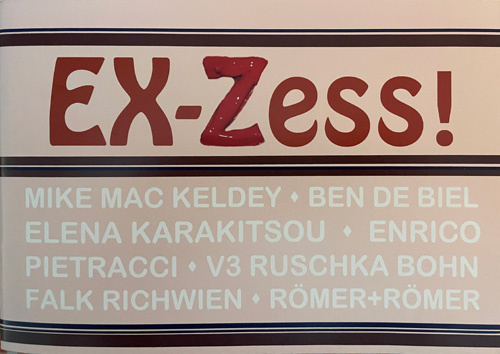 EX-Zess!
MIKE MAC KELDEY ♦ BEN DE BIEL
ELENA KARAKITSOU ♦ ENRICO
PIETRACCI ♦ V3 RUSCHKA BOHN
FALK RICHWIEN ♦ RÖMER+RÖMER